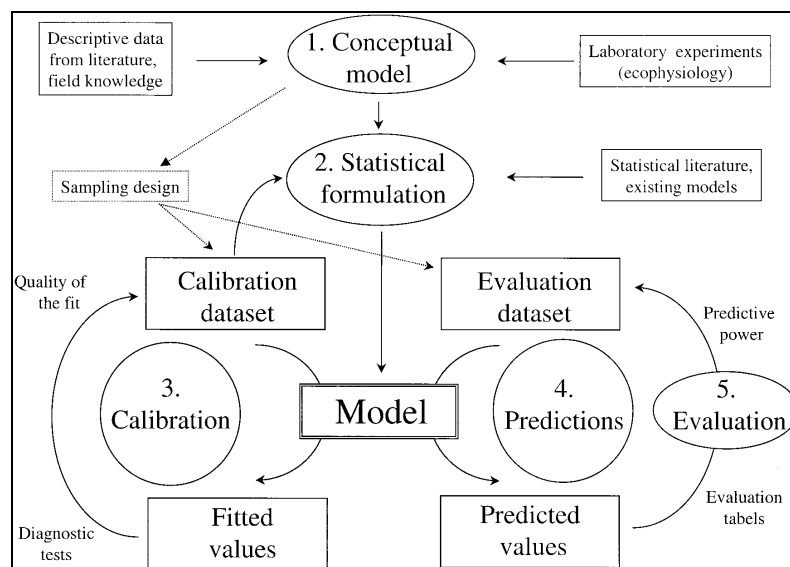 Descriptive data
from literature,
field knowledge
1. Conceptual
model
Laboratory experiments
(ecophysiology)
Sampling design
2. Statistical
formulation
Statistical literature,
existing models
Quality of
the fit
Calibration
dataset
Evaluation
dataset
Predictive
power
3.
Calibration
Model
4.
Predictions
5.
Evaluation
Diagnostic
tests
Fitted
values
Predicted
values
Evaluation
tabels